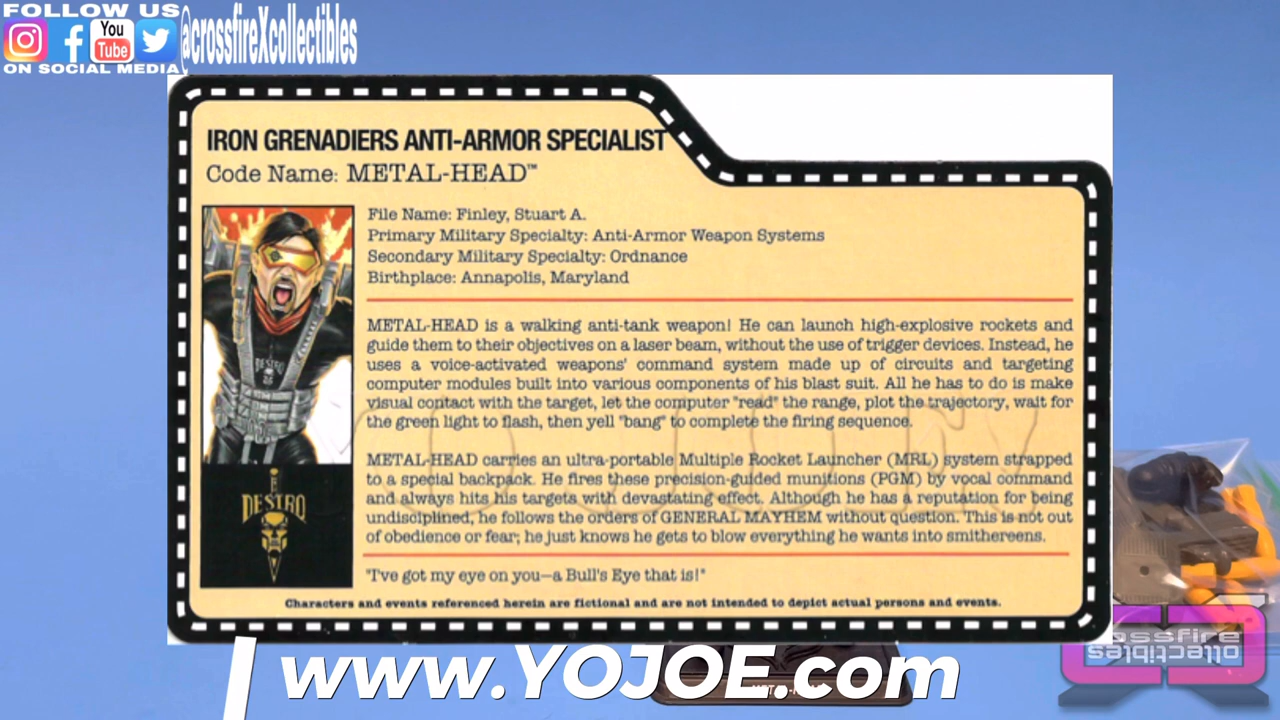 FOLLOW US
You
Tube
@crossfireXcollectibles
ON SOCIAL MEDIA
IRON GRENADIERS ANTI-ARMOR SPECIALIST
Code Name: METAL-HEAD™
File Name: Finley, Stuart A.
Primary Military Specialty: Anti-Armor Weapon Systems
Secondary Military Specialty: Ordnance
Birthplace: Annapolis, Maryland
METAL-HEAD is a walking anti-tank weapon! He can launch high-explosive rockets and
guide them to their objectives on a laser beam, without the use of trigger devices. Instead, he
uses a voice-activated weapons' command system made up of circuits and targeting
computer modules built into various components of his blast suit. All he has to do is make
visual contact with the target, let the computer "read" the range, plot the trajectory, wait for
the green light to flash, then yell "bang" to complete the firing sequence.
METAL-HEAD carries an ultra-portable Multiple Rocket Launcher (MRL) system strapped
to a special backpack. He fires these precision-guided munitions (PGM) by vocal command
and always hits his targets with devastating effect. Although he has a reputation for being
undisciplined, he follows the orders of GENERAL MAYHEM without question. This is not out
of obedience or fear; he just knows he gets to blow everything he wants into smithereens.
"I've got my eye on you—a Bull's Eye that is!"
Characters and events referenced herein are fictional and are not intended to depict actual persons and events.
DESTRO
DESTRO
www.YOJOE.com
crossfire
collectibles